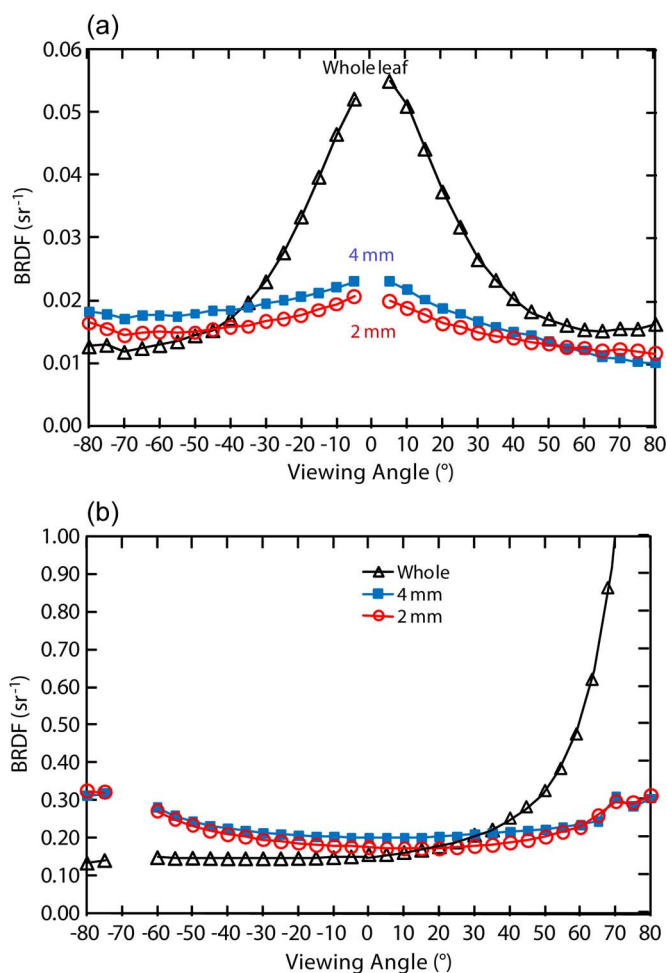 (a)
0.06
0.05
0.04
0.03
0.02
0.01
0.00
BRDF (sr⁻¹)
Whole leaf
4 mm
2 mm
-80 -70 -60 -50 -40 -30 -20 -10 0 10 20 30 40 50 60 70 80
Viewing Angle (°)
(b)
1.00
0.90
0.80
0.70
0.60
0.50
0.40
0.30
0.20
0.10
0.00
BRDF (sr⁻¹)
Whole
4 mm
2 mm
-80 -70 -60 -50 -40 -30 -20 -10 0 10 20 30 40 50 60 70 80
Viewing Angle (°)